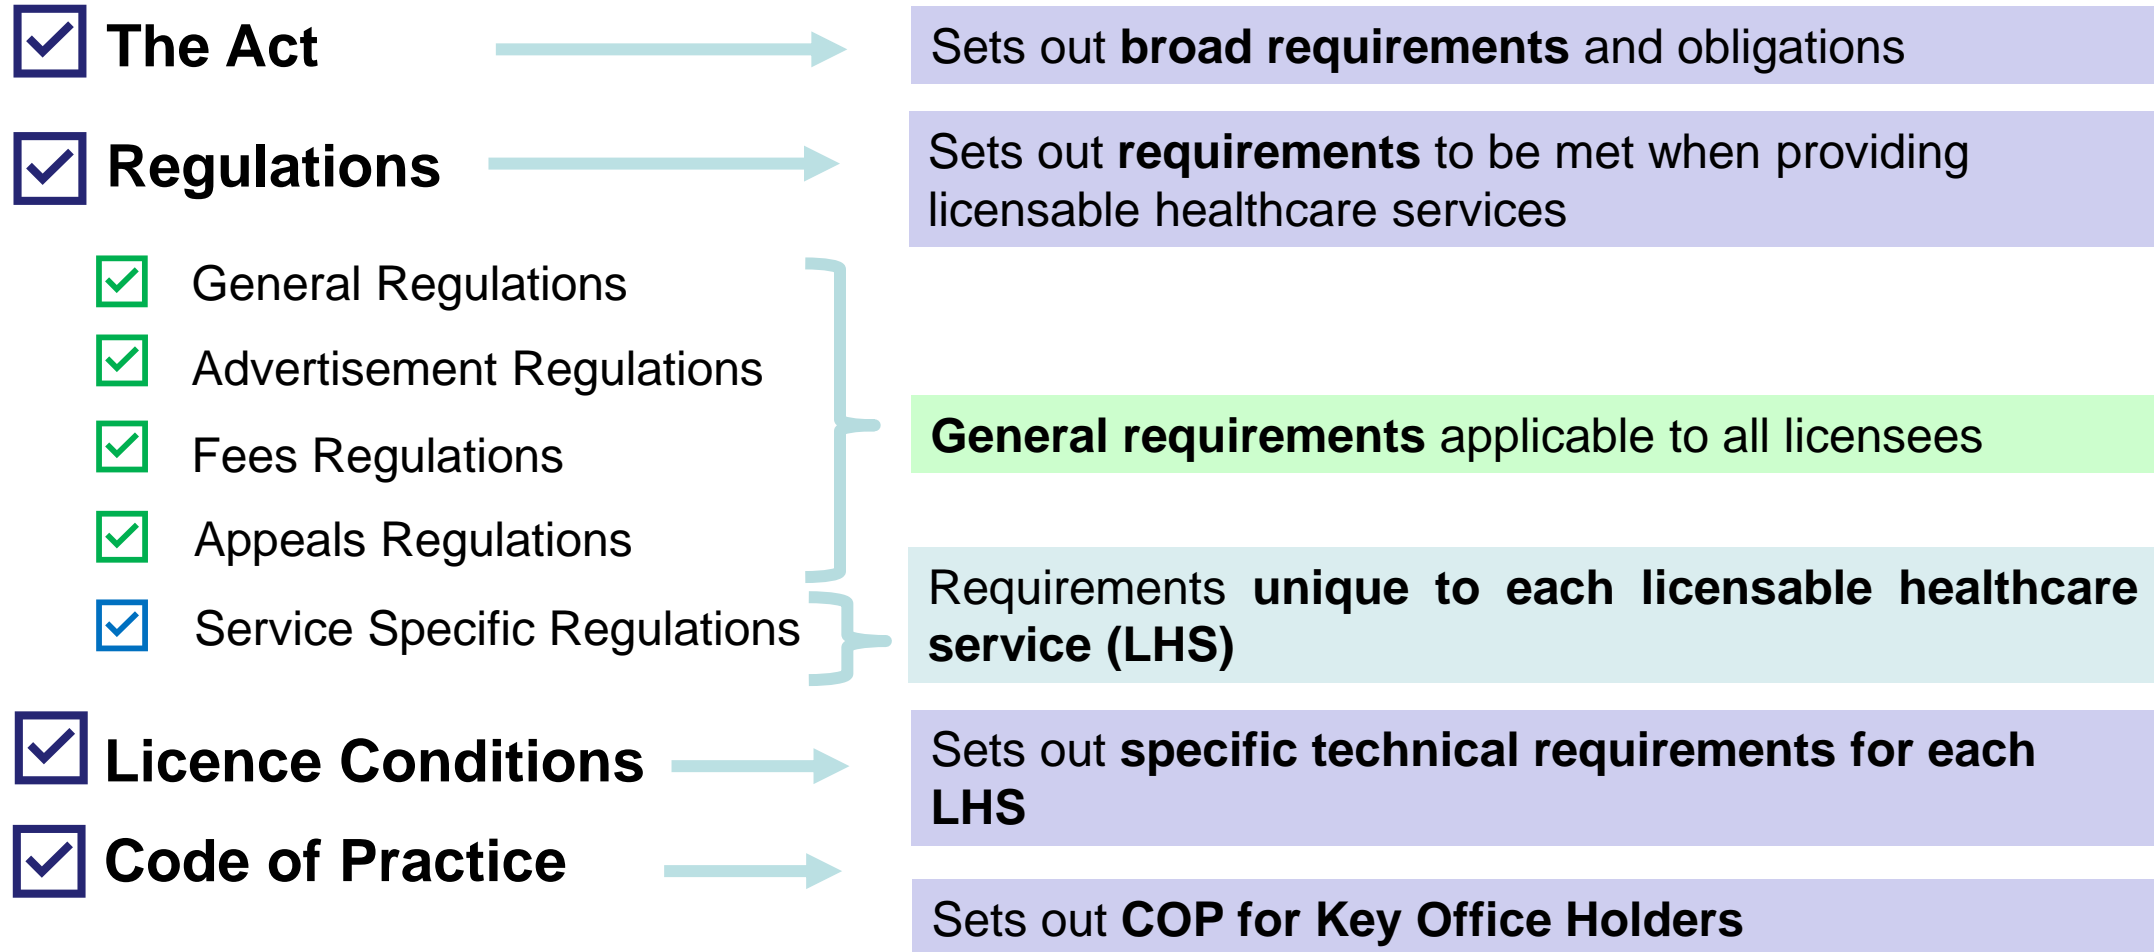 The Act
Sets out broad requirements and obligations
Regulations
Sets out requirements to be met when providing
licensable healthcare services
General Regulations
Advertisement Regulations
Fees Regulations
Appeals Regulations
General requirements applicable to all licensees
Service Specific Regulations
Requirements unique to each licensable healthcare
service (LHS)
Licence Conditions
Sets out specific technical requirements for each
LHS
Code of Practice
Sets out COP for Key Office Holders